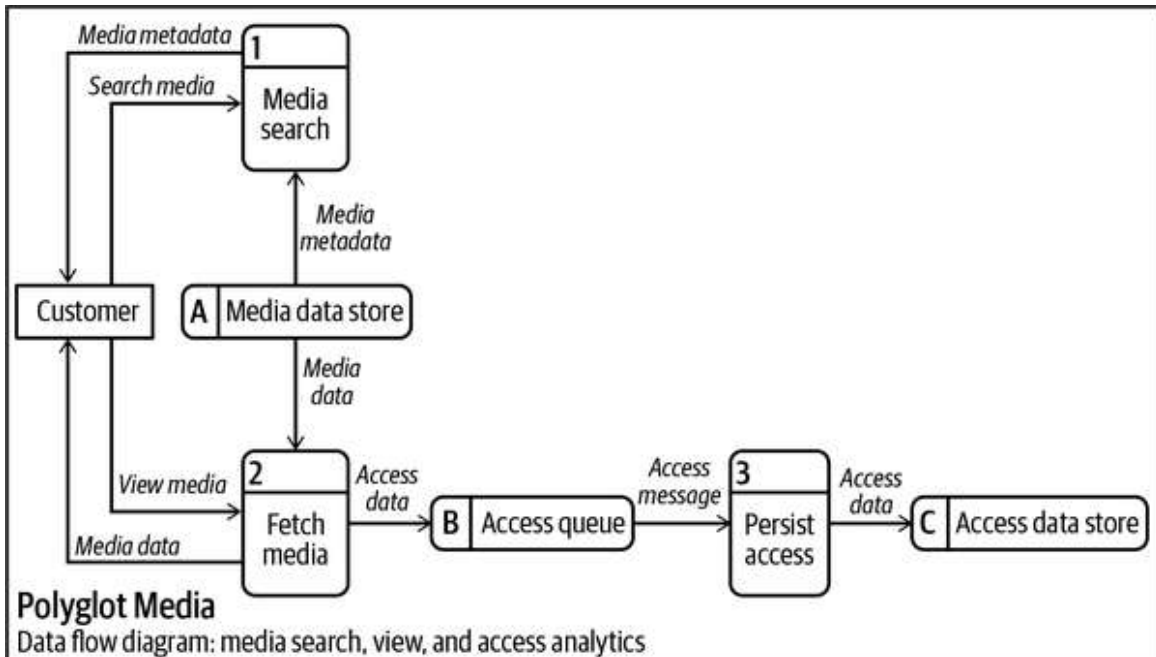 Media metadata
1
Search media
Media
search
Media
metadata
Customer
A
Media data store
Media
data
View media
2
Fetch
media
Media data
Access
data
B
Access queue
Access
message
3
Persist
access
Access
data
C
Access data store
Polyglot Media
Data flow diagram: media search, view, and access analytics